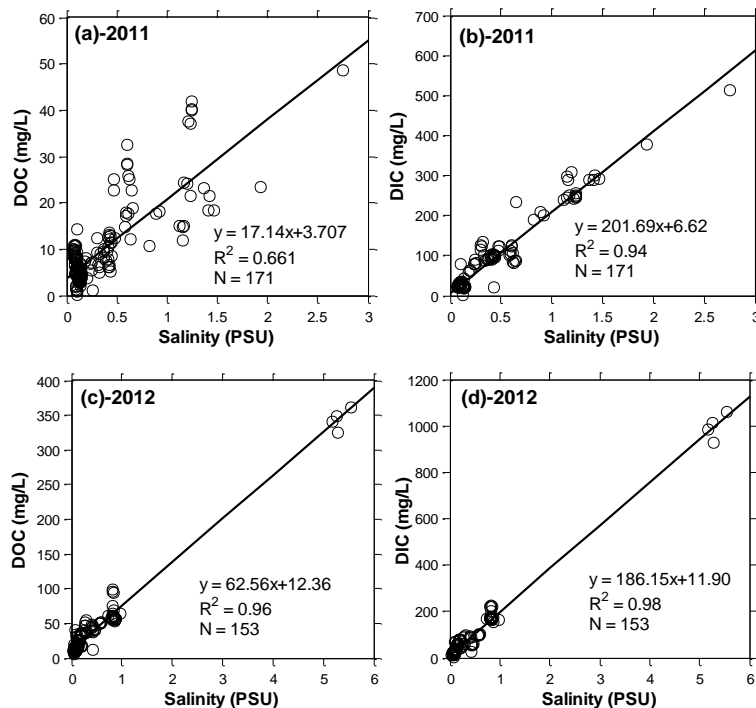 (a)-2011
60
50
40
30
20
10
0
DOC (mg/L)
y = 17.14x+3.707
R2 = 0.661
N = 171
0 0.5 1 1.5 2 2.5 3
Salinity (PSU)
(b)-2011
700
600
500
400
300
200
100
0
DIC (mg/L)
y = 201.69x+6.62
R2 = 0.94
N = 171
0 0.5 1 1.5 2 2.5 3
Salinity (PSU)
(c)-2012
400
350
300
250
200
150
100
50
0
DOC (mg/L)
y = 62.56x+12.36
R2 = 0.96
N = 153
0 1 2 3 4 5 6
Salinity (PSU)
(d)-2012
1200
1000
800
600
400
200
0
DIC (mg/L)
y = 186.15x+11.90
R2 = 0.98
N = 153
0 1 2 3 4 5 6
Salinity (PSU)